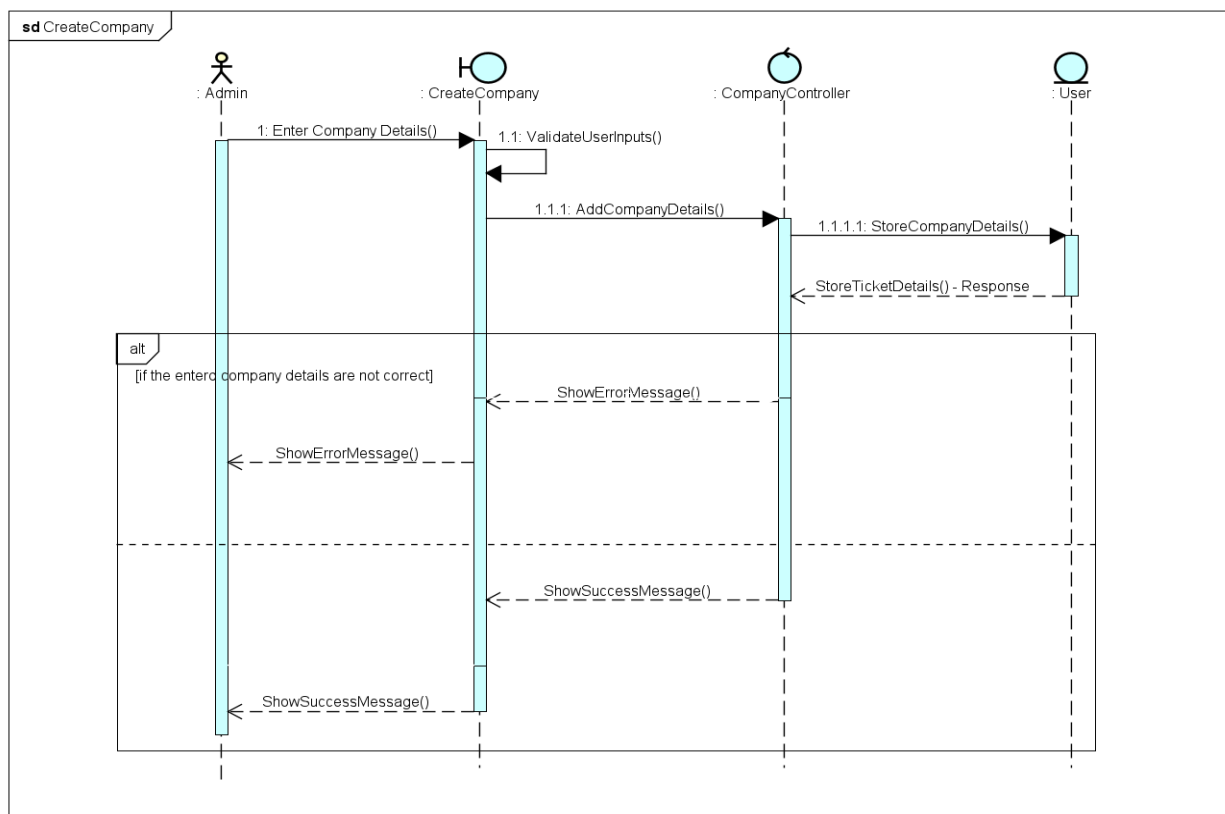 sd CreateCompany
: Admin
: CreateCompany
: CompanyController
: User
1: Enter Company Details()
1.1: ValidateUserInputs()
1.1.1: AddCompanyDetails()
1.1.1.1: StoreCompanyDetails()
StoreTicketDetails() - Response
alt
[if the enterd company details are not correct]
ShowErrorMessage()
ShowErrorMessage()
ShowSuccessMessage()
ShowSuccessMessage()